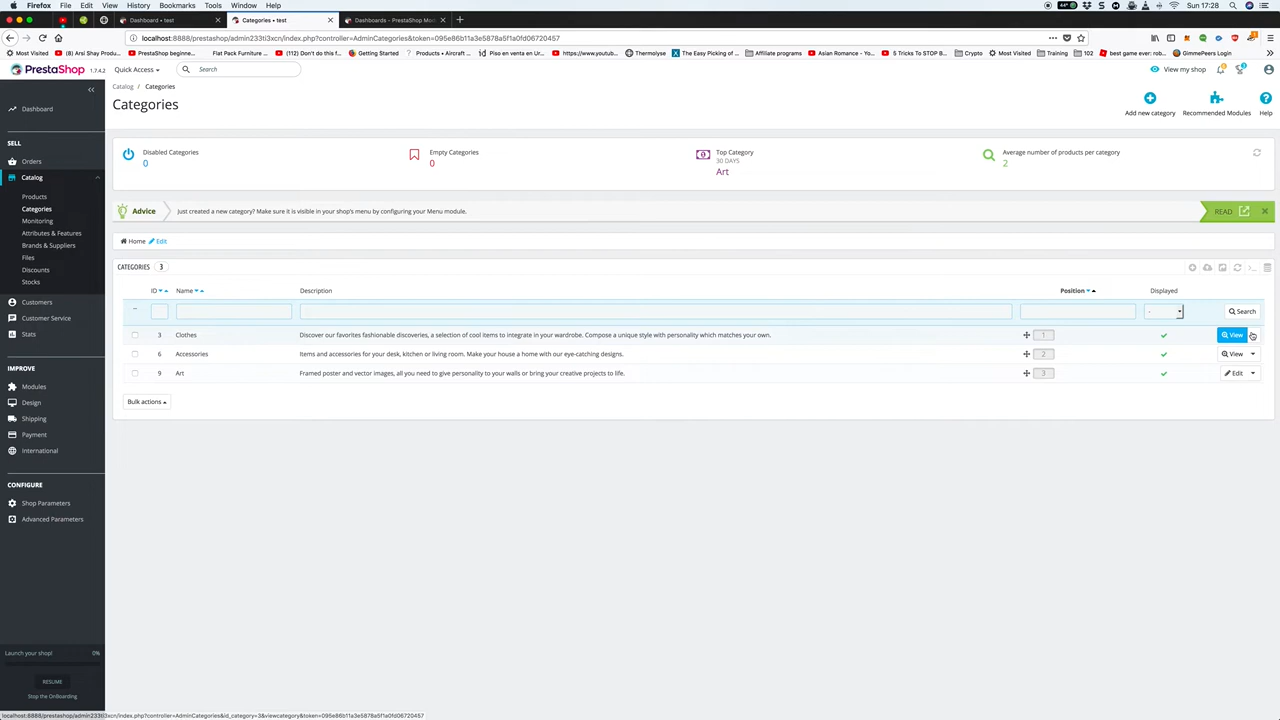 Firefox File Edit View History Bookmarks Tools Window Help 44° Sun 17:28
Dashboard • test
Categories • test
Dashboards - PrestaShop Mod
localhost:8888/prestashop/admin233ti3xcn/index.php?controller=AdminCategories&token=095e86b11a3e5878a5f1a0fd06720457
Most Visited (8) Arsi Shay Produ PrestaShop beginne... Flat Pack Furniture (112) Don't do this f... Getting Started Products • Aircraft Piso en venta en Urt... https://www.youtub... Thermolyse The Easy Picking Affiliate programs Asian Romance - Yo... Crypto 5 Tricks To STOP B... Most Visited Training 102 best game ever: rob... GimmePeers Login
PrestaShop 1.7.4.2 Quick Access Search View my shop
Catalog / Categories
Categories
Add new category Recommended Modules Help
Dashboard
SELL
Orders
Catalog
Products
Categories
Monitoring
Attributes & Features
Brands & Suppliers
Files
Discounts
Stocks
Customers
Customer Service
Stats
IMPROVE
Modules
Design
Shipping
Payment
International
CONFIGURE
Shop Parameters
Advanced Parameters
Launch your shop! 0%
RESUME
Stop the OnBoarding
Disabled Categories
0
Empty Categories
0
Top Category
30 DAYS
Art
Average number of products per category
2
Advice Just created a new category? Make sure it is visible in your shop's menu by configuring your Menu module. READ
Home Edit
CATEGORIES 3
ID Name Description Position Displayed
-- - Search
3 Clothes Discover our favorites fashionable discoveries, a selection of cool items to integrate in your wardrobe. Compose a unique style with personality which matches your own. 1 View
6 Accessories Items and accessories for your desk, kitchen or living room. Make your house a home with our eye-catching designs. 2 View
9 Art Framed poster and vector images, all you need to give personality to your walls or bring your creative projects to life. 3 Edit
Bulk actions
localhost:8888/prestashop/admin233ti3xcn/index.php?controller=AdminCategories&id_category=3&viewcategory&token=095e86b11a3e5878a5f1a0fd06720457